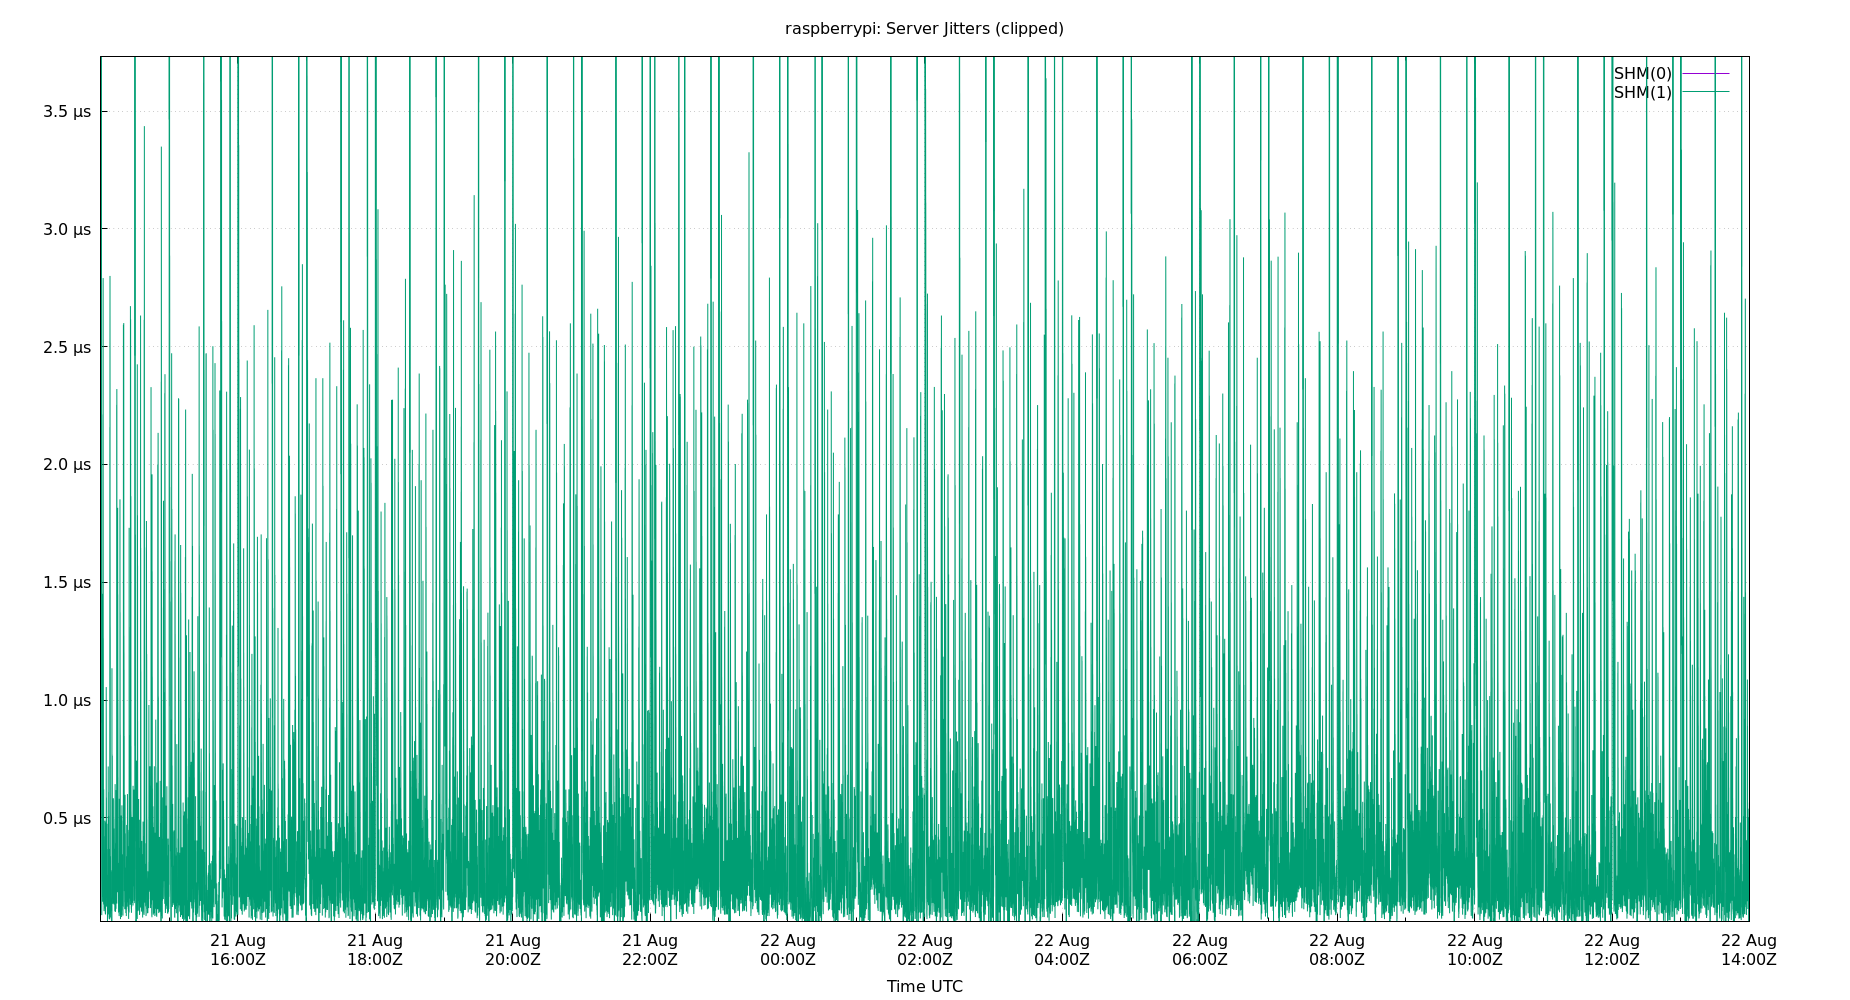 raspberrypi: Server Jitters (clipped)
SHM(0)
SHM(1)
3.5 µs
3.0 µs
2.5 µs
2.0 µs
1.5 µs
1.0 µs
0.5 µs
21 Aug 21 Aug 21 Aug 21 Aug 22 Aug 22 Aug 22 Aug 22 Aug 22 Aug 22 Aug 22 Aug 22 Aug
16:00Z 18:00Z 20:00Z 22:00Z 00:00Z 02:00Z 04:00Z 06:00Z 08:00Z 10:00Z 12:00Z 14:00Z
Time UTC